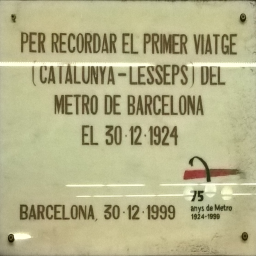 PER RECORDAR EL PRIMER VIATGE
(CATALUNYA-LESSEPS) DEL
METRO DE BARCELONA
EL 30·12·1924
75
anys de Metro
1924-1999
BARCELONA, 30·12·1999